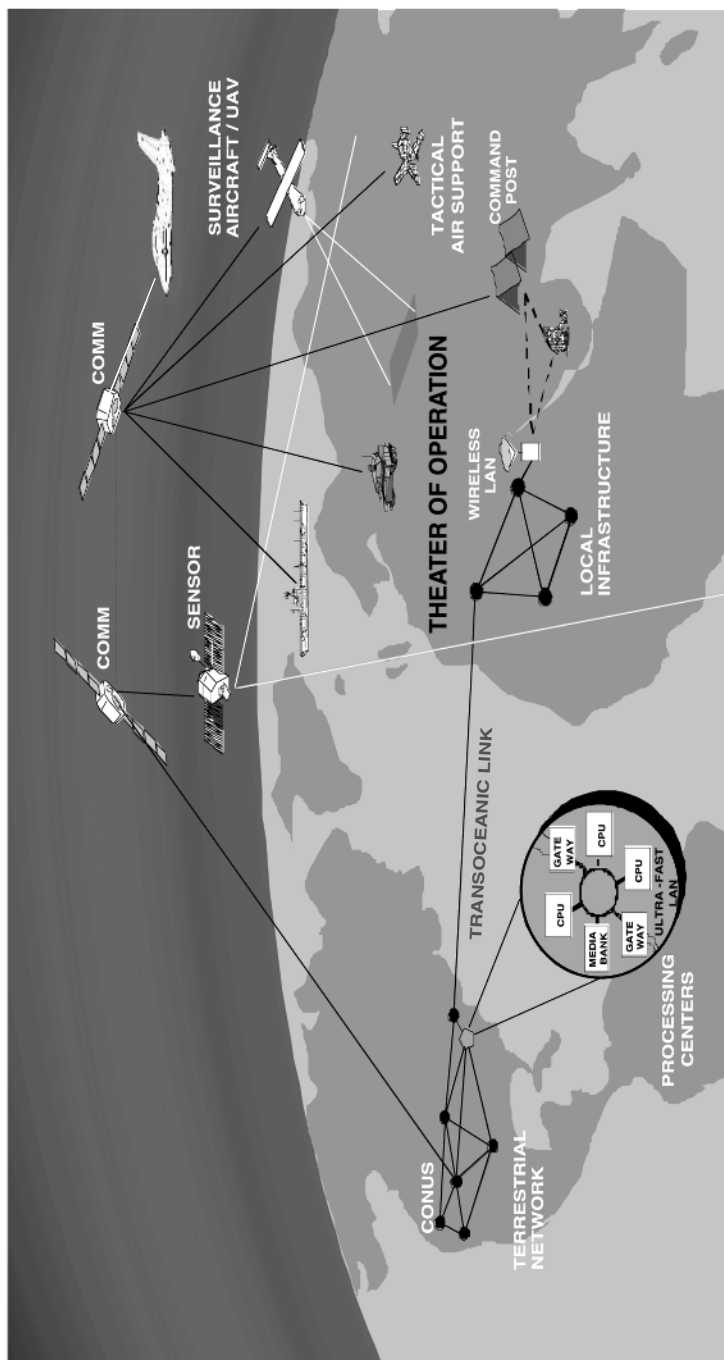 COMM
COMM
SENSOR
SURVEILLANCE
AIRCRAFT / UAV
THEATER OF OPERATION
TACTICAL
AIR SUPPORT
CONUS
TRANSOCEANIC LINK
WIRELESS
LAN
COMMAND
POST
TERRESTRIAL
NETWORK
LOCAL
INFRASTRUCTURE
CPU
GATE
WAY
MEDIA
BANK
CPU
GATE
WAY
CPU
ULTRA -FAST
LAN
PROCESSING
CENTERS